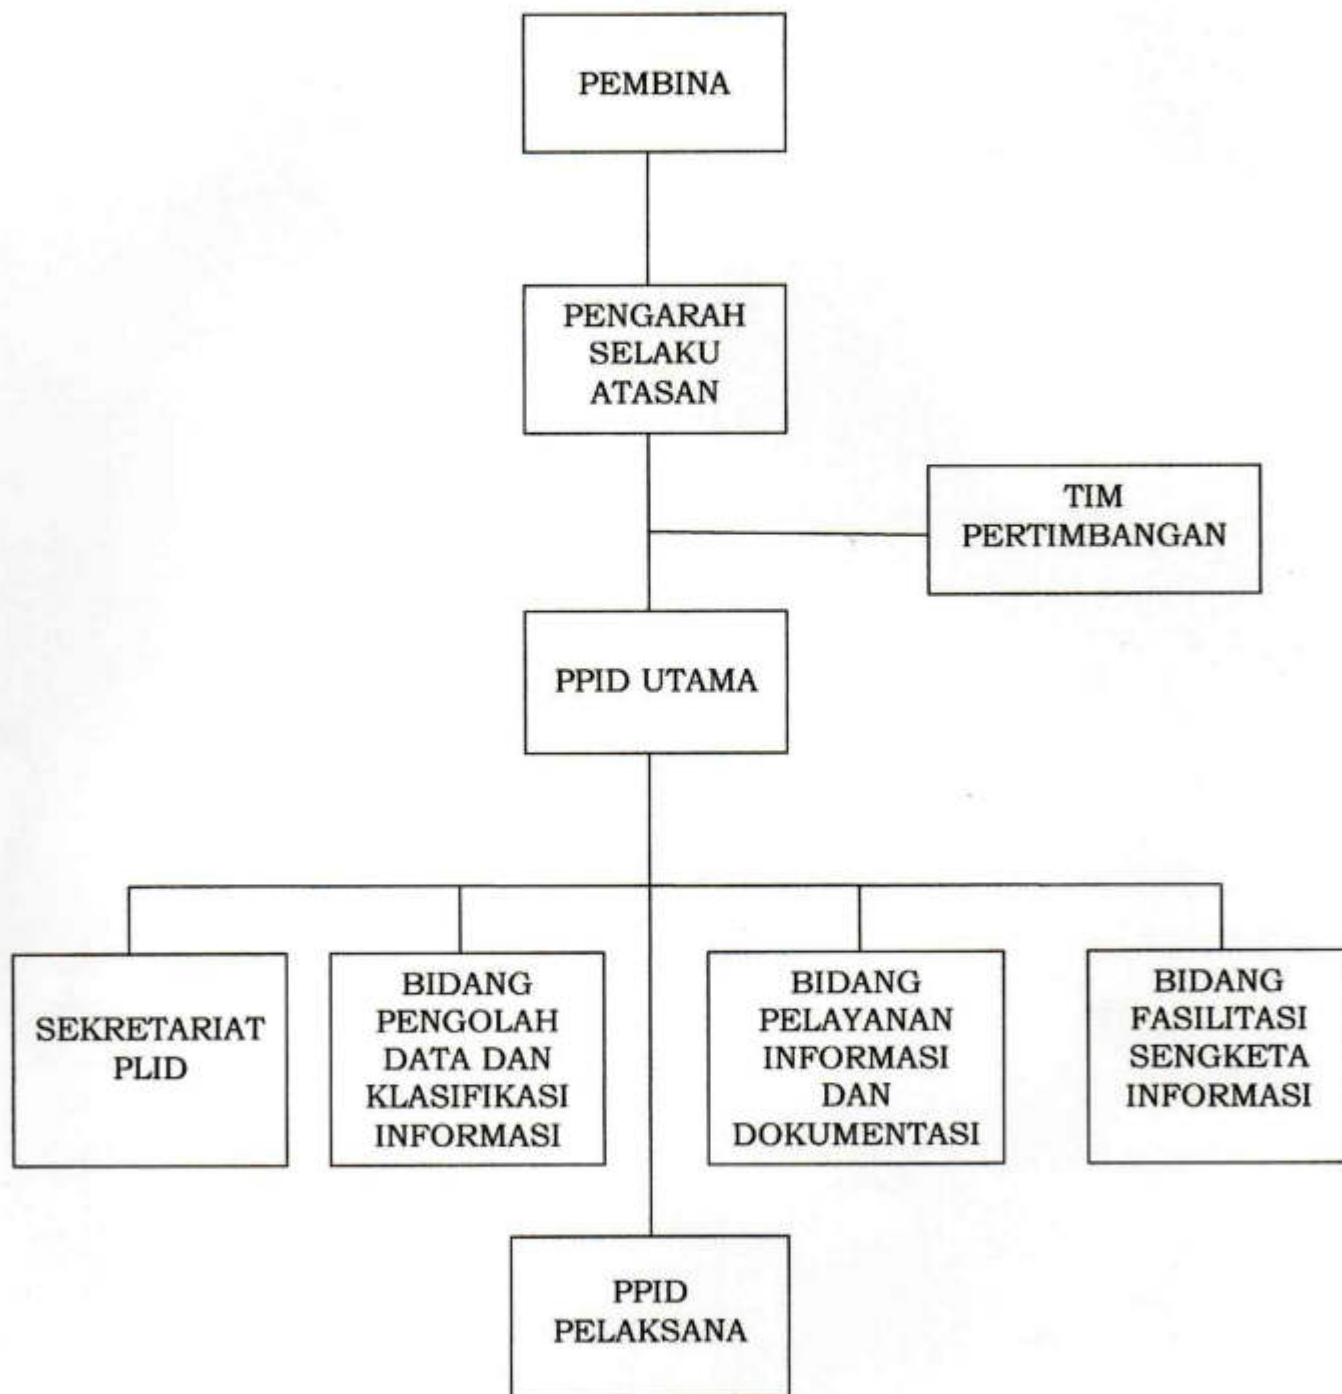 PEMBINA
PENGARAH
SELAKU
ATASAN
TIM
PERTIMBANGAN
PPID UTAMA
SEKRETARIAT
PLID
BIDANG
PENGOLAH
DATA DAN
KLASIFIKASI
INFORMASI
BIDANG
PELAYANAN
INFORMASI
DAN
DOKUMENTASI
BIDANG
FASILITASI
SENGKETA
INFORMASI
PPID
PELAKSANA